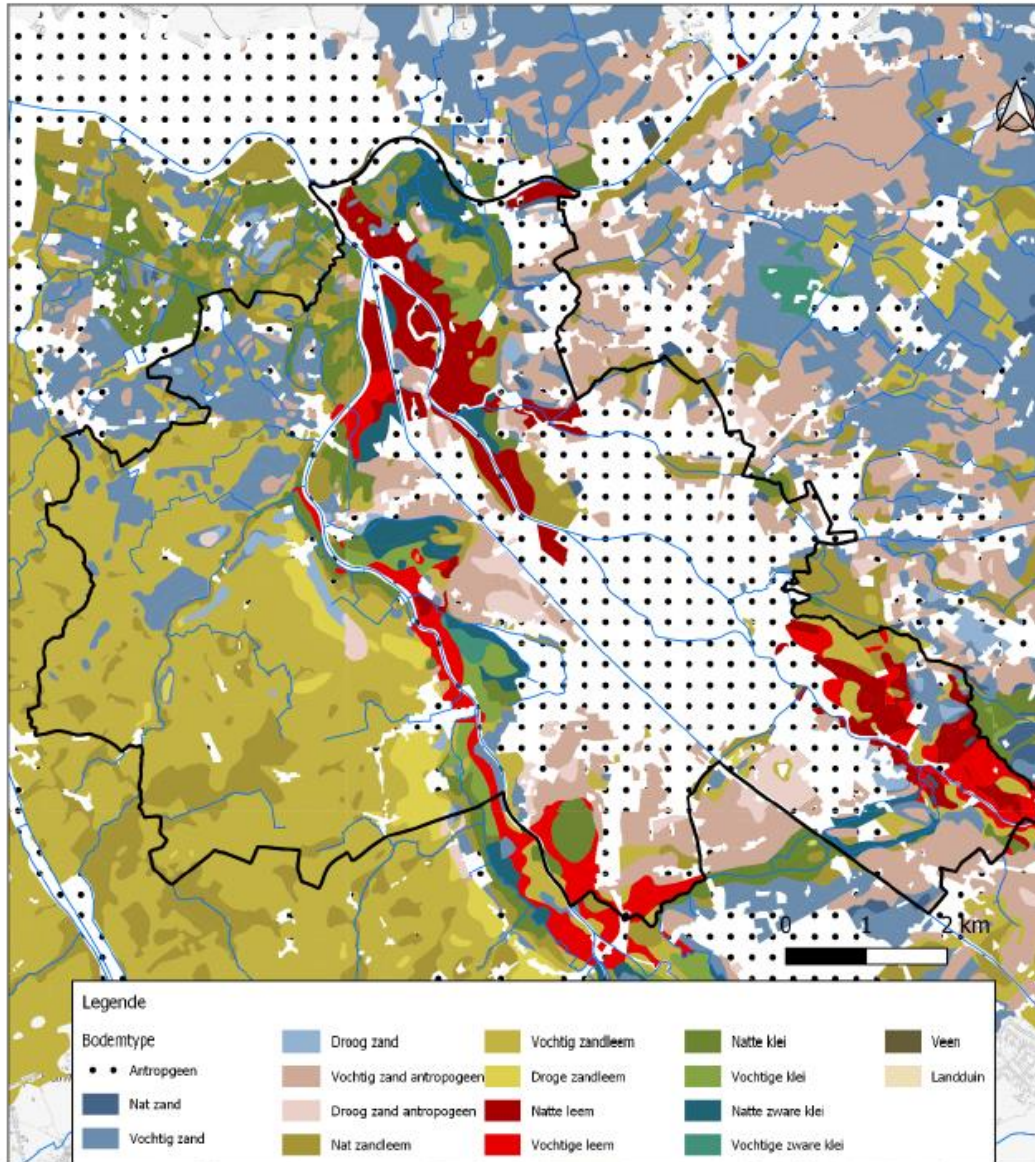 0 1 2 km
Legende
Bodemtype
Antropgeen
Nat zand
Vochtig zand
Droog zand
Vochtig zand antropogeen
Droog zand antropogeen
Nat zandleem
Vochtig zandleem
Droge zandleem
Natte leem
Vochtige leem
Natte klei
Vochtige klei
Natte zware klei
Vochtige zware klei
Veen
Landduin